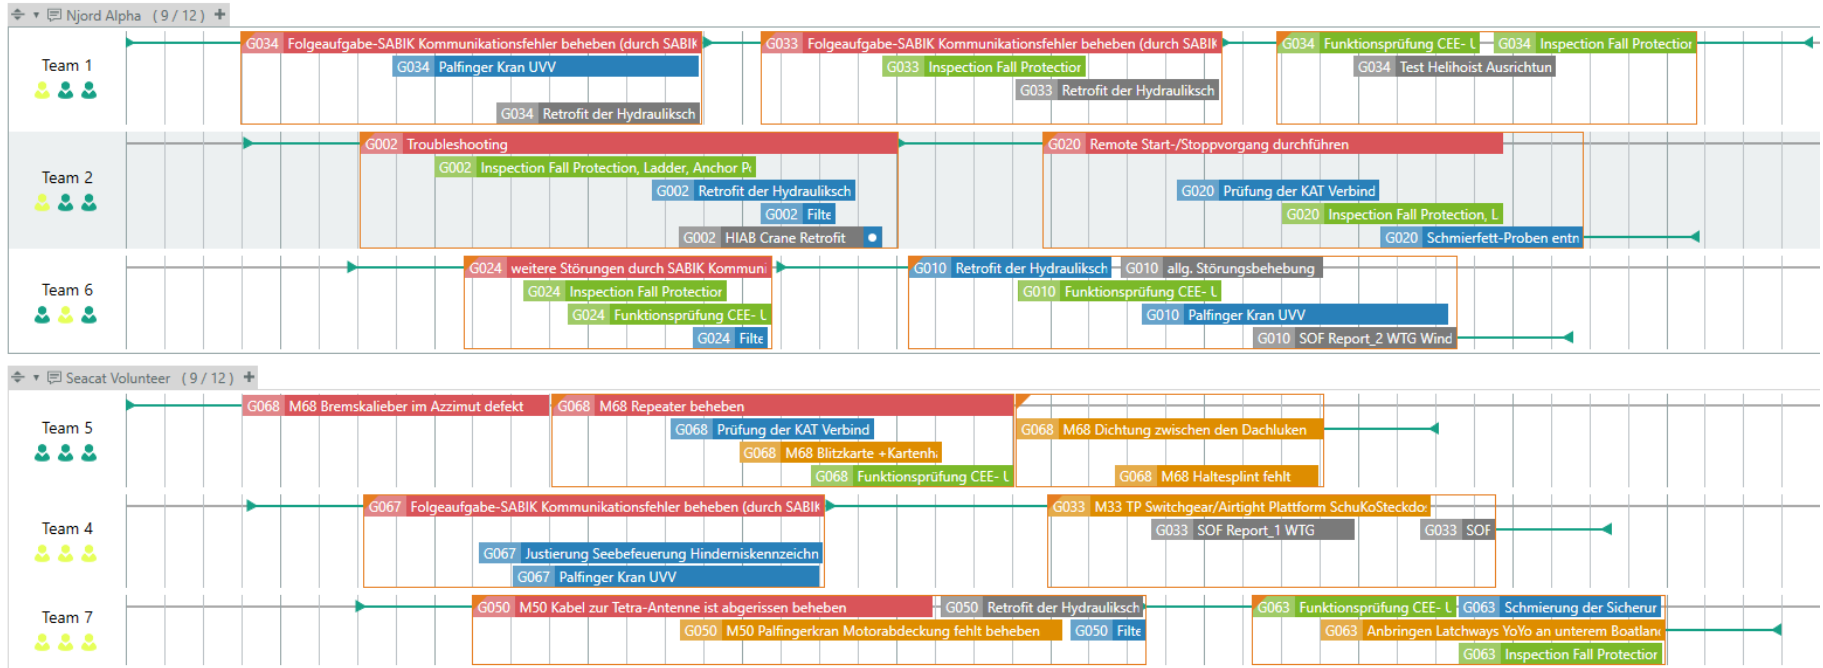 Njord Alpha (9 / 12) +
Team 1
G034 Folgeaufgabe-SABIK Kommunikationsfehler beheben (durch SABIK
G033 Folgeaufgabe-SABIK Kommunikationsfehler beheben (durch SABIK
G034 Funktionsprüfung CEE- U
G034 Inspection Fall Protection
G034 Palfinger Kran UVV
G033 Inspection Fall Protection
G034 Test Helihoist Ausrichtun
G033 Retrofit der Hydrauliksch
G034 Retrofit der Hydrauliksch
Team 2
G002 Troubleshooting
G020 Remote Start-/Stoppvorgang durchführen
G002 Inspection Fall Protection, Ladder, Anchor Po
G002 Retrofit der Hydrauliksch
G020 Prüfung der KAT Verbind
G002 Filte
G020 Inspection Fall Protection, L
G002 HIAB Crane Retrofit
G020 Schmierfett-Proben entn
Team 6
G024 weitere Störungen durch SABIK Kommuni
G010 Retrofit der Hydrauliksch
G010 allg. Störungsbehebung
G024 Inspection Fall Protection
G010 Funktionsprüfung CEE- U
G024 Funktionsprüfung CEE- U
G010 Palfinger Kran UVV
G024 Filte
G010 SOF Report_2 WTG Wind
Seacat Volunteer (9 / 12) +
Team 5
G068 M68 Bremskalieber im Azzimut defekt
G068 M68 Repeater beheben
G068 Prüfung der KAT Verbind
G068 M68 Dichtung zwischen den Dachluken
G068 M68 Blitzkarte +Kartenha
G068 Funktionsprüfung CEE- U
G068 M68 Haltesplint fehlt
Team 4
G067 Folgeaufgabe-SABIK Kommunikationsfehler beheben (durch SABIK
G033 M33 TP Switchgear/Airtight Plattform SchuKoSteckdo
G033 SOF Report_1 WTG
G033 SOF
G067 Justierung Seebefeuerung Hinderniskennzeichn
G067 Palfinger Kran UVV
Team 7
G050 M50 Kabel zur Tetra-Antenne ist abgerissen beheben
G050 Retrofit der Hydrauliksch
G063 Funktionsprüfung CEE- U
G063 Schmierung der Sicherur
G050 M50 Palfingerkran Motorabdeckung fehlt beheben
G050 Filte
G063 Anbringen Latchways YoYo an unterem Boatland
G063 Inspection Fall Protection